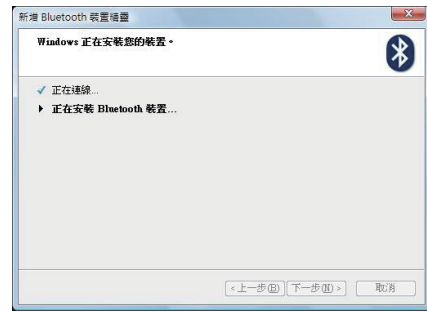 新增 Bluetooth 裝置精靈
Windows 正在安裝您的裝置。
正在連線...
正在安裝 Bluetooth 裝置...
<上一步(B) 下一步(N)> 取消